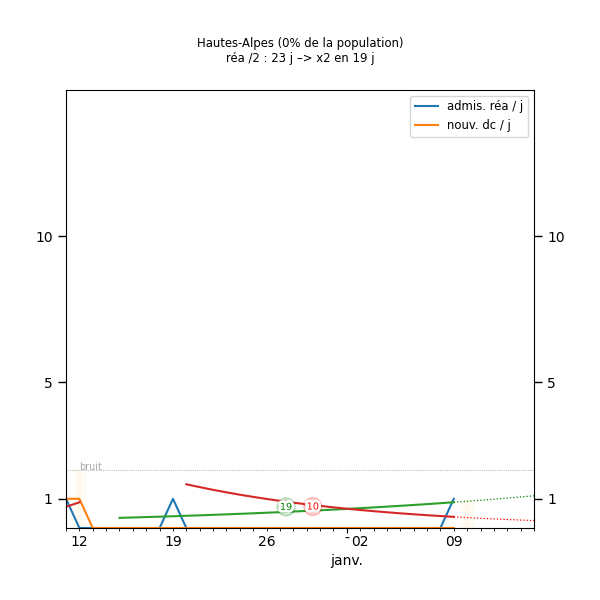 Hautes-Alpes (0% de la population)
réa /2 : 23 j –> x2 en 19 j
admis. réa / j
nouv. dc / j
10
10
5
5
bruit
1
1
19
10
12
19
26
02
09
janv.